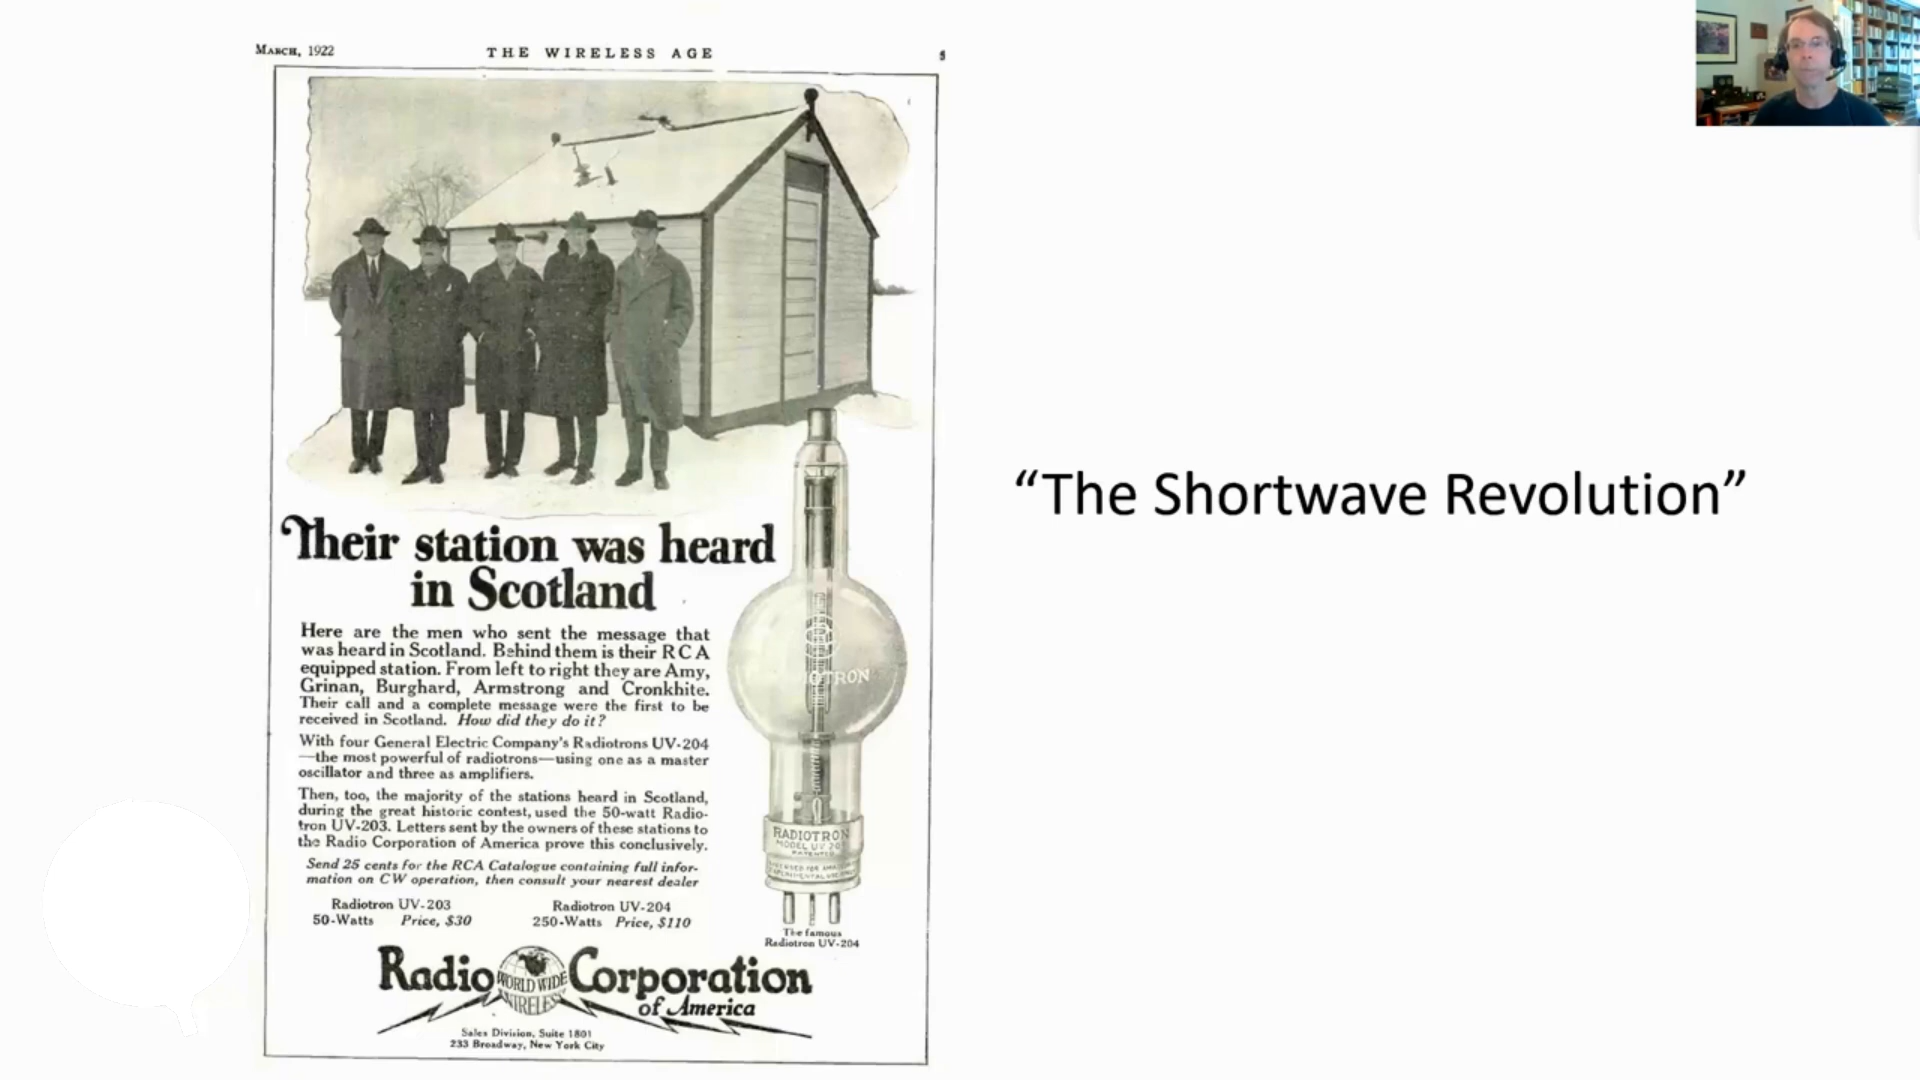 MARCH, 1922
THE WIRELESS AGE
5
Their station was heard
in Scotland
Here are the men who sent the message that
was heard in Scotland. Behind them is their RCA
equipped station. From left to right they are Amy,
Grinan, Burghard, Armstrong and Cronkhite.
Their call and a complete message were the first to be
received in Scotland. How did they do it?
With four General Electric Company's Radiotrons UV-204
—the most powerful of radiotrons—using one as a master
oscillator and three as amplifiers.
Then, too, the majority of the stations heard in Scotland,
during the great historic contest, used the 50-watt Radio-
tron UV-203. Letters sent by the owners of these stations to
the Radio Corporation of America prove this conclusively.
Send 25 cents for the RCA Catalogue containing full infor-
mation on CW operation, then consult your nearest dealer
Radiotron UV-203
50-Watts Price, $30
Radiotron UV-204
250-Watts Price, $110
RADIOTRON
MODEL UV
PATENTED
The famous
Radiotron UV-204
Radio Corporation
of America
WORLD WIDE
WIRELESS
Sales Division, Suite 1801
233 Broadway, New York City
“The Shortwave Revolution”